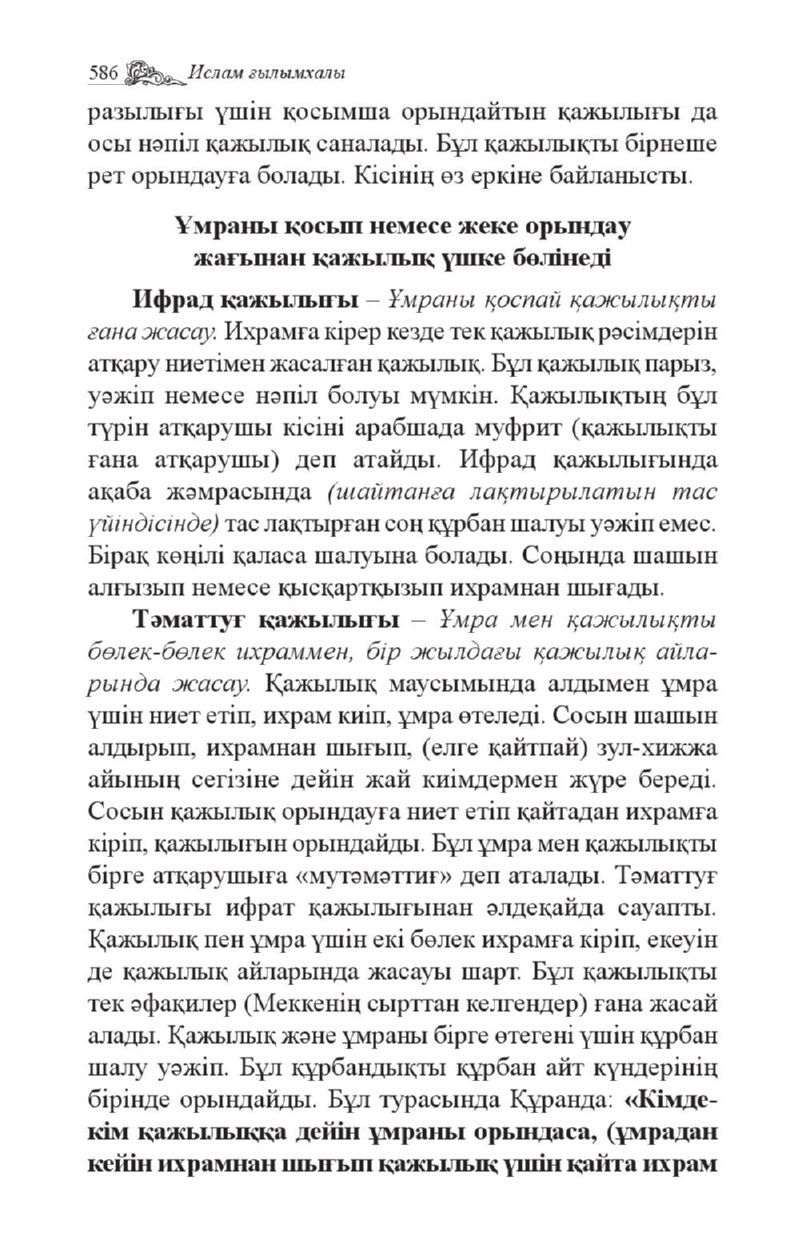 586 Ислам ғылымхалы
разылығы үшін қосымша орындайтын қажылығы да
осы нәпіл қажылық саналады. Бұл қажылықты бірнеше
рет орындауға болады. Кісінің өз еркіне байланысты.
Ұмраны қосып немесе жеке орындау
жағынан қажылық үшке бөлінеді
Ифрад қажылығы – Ұмраны қоспай қажылықты
ғана жасау. Ихрамға кірер кезде тек қажылық рәсімдерін
атқару ниетімен жасалған қажылық. Бұл қажылық парыз,
уәжіп немесе нәпіл болуы мүмкін. Қажылықтың бұл
түрін атқарушы кісіні арабшада муфрит (қажылықты
ғана атқарушы) деп атайды. Ифрад қажылығында
ақаба жәмрасында (шайтанға лақтырылатын тас
үйіндісінде) тас лақтырған соң құрбан шалуы уәжіп емес.
Бірақ көңілі қаласа шалуына болады. Соңында шашын
алғызып немесе қысқартқызып ихрамнан шығады.
Тәматтуғ қажылығы – Ұмра мен қажылықты
бөлек-бөлек ихраммен, бір жылдағы қажылық айла-
рында жасау. Қажылық маусымында алдымен ұмра
үшін ниет етіп, ихрам киіп, ұмра өтеледі. Сосын шашын
алдырып, ихрамнан шығып, (елге қайтпай) зул-хижжа
айының сегізіне дейін жай киімдермен жүре береді.
Сосын қажылық орындауға ниет етіп қайтадан ихрамға
кіріп, қажылығын орындайды. Бұл ұмра мен қажылықты
бірге атқарушыға «мутәмәттиғ» деп аталады. Тәматтуғ
қажылығы ифрат қажылығынан әлдеқайда сауапты.
Қажылық пен ұмра үшін екі бөлек ихрамға кіріп, екеуін
де қажылық айларында жасауы шарт. Бұл қажылықты
тек әфақилер (Меккенің сырттан келгендер) ғана жасай
алады. Қажылық және ұмраны бірге өтегені үшін құрбан
шалу уәжіп. Бұл құрбандықты құрбан айт күндерінің
бірінде орындайды. Бұл турасында Құранда: «Кімде-
кім қажылыққа дейін ұмраны орындаса, (ұмрадан
кейін ихрамнан шығып қажылық үшін қайта ихрам